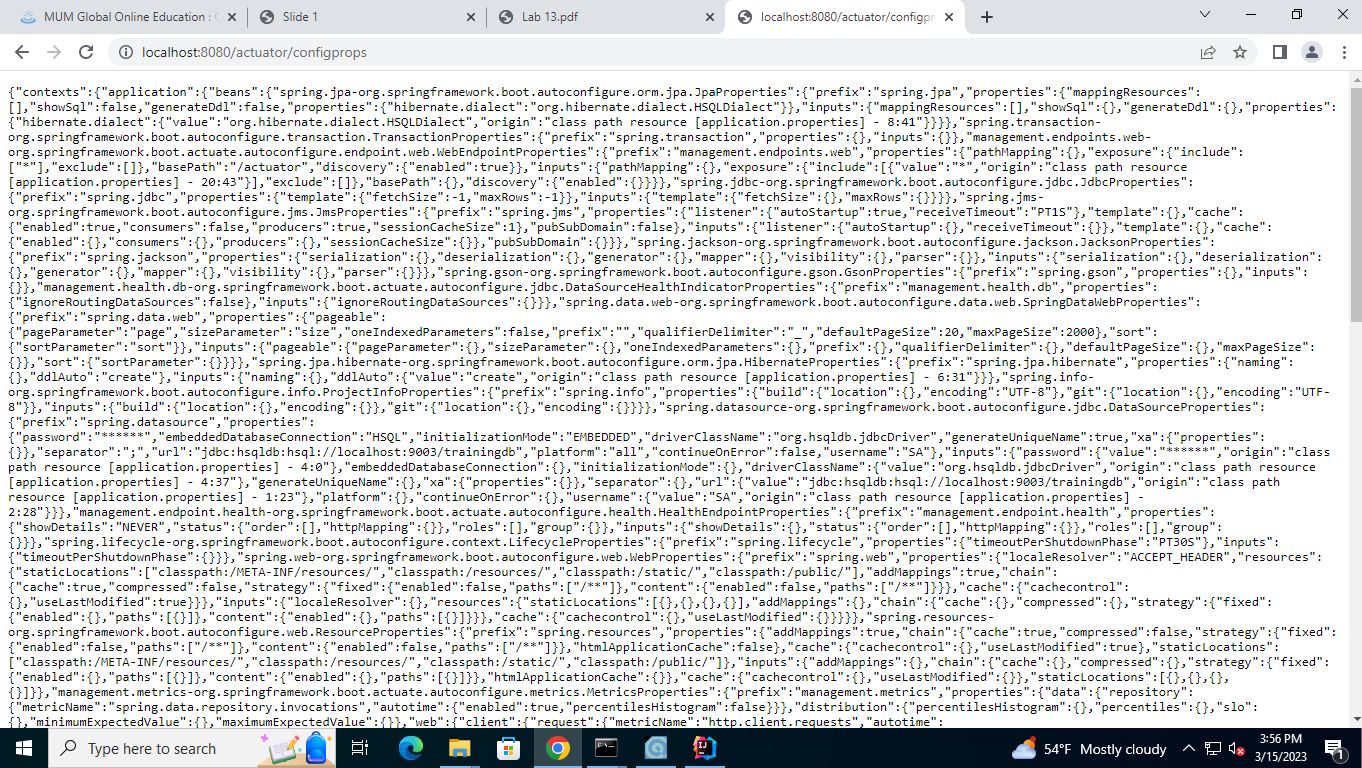 MUM Global Online Education : 
Slide 1
Lab 13.pdf
localhost:8080/actuator/configpr
localhost:8080/actuator/configprops
{"contexts":{"application":{"beans":{"spring.jpa-org.springframework.boot.autoconfigure.orm.jpa.JpaProperties":{"prefix":"spring.jpa","properties":{"mappingResources":
[],"showSql":false,"generateDdl":false,"properties":{"hibernate.dialect":"org.hibernate.dialect.HSQLDialect"}},"inputs":{"mappingResources":[],"showSql":{},"generateDdl":{},"properties":
{"hibernate.dialect":{"value":"org.hibernate.dialect.HSQLDialect","origin":"class path resource [application.properties] - 8:41"}}}},"spring.transaction-
org.springframework.boot.autoconfigure.transaction.TransactionProperties":{"prefix":"spring.transaction","properties":{},"inputs":{}},"management.endpoints.web-
org.springframework.boot.actuate.autoconfigure.endpoint.web.WebEndpointProperties":{"prefix":"management.endpoints.web","properties":{"pathMapping":{},"exposure":{"include":
["*"],"exclude":[]},"basePath":"/actuator","discovery":{"enabled":true}},"inputs":{"pathMapping":{},"exposure":{"include":[{"value":"*","origin":"class path resource
[application.properties] - 20:43"}],"exclude":[]},"basePath":{},"discovery":{"enabled":{}}}},"spring.jdbc-org.springframework.boot.autoconfigure.jdbc.JdbcProperties":
{"prefix":"spring.jdbc","properties":{"template":{"fetchSize":-1,"maxRows":-1}},"inputs":{"template":{"fetchSize":{},"maxRows":{}}}},"spring.jms-
org.springframework.boot.autoconfigure.jms.JmsProperties":{"prefix":"spring.jms","properties":{"listener":{"autoStartup":true,"receiveTimeout":"PT1S"},"template":{},"cache":
{"enabled":true,"consumers":false,"producers":true,"sessionCacheSize":1},"pubSubDomain":false},"inputs":{"listener":{"autoStartup":{},"receiveTimeout":{}},"template":{},"cache":
{"enabled":{},"consumers":{},"producers":{},"sessionCacheSize":{}},"pubSubDomain":{}}},"spring.jackson-org.springframework.boot.autoconfigure.jackson.JacksonProperties":
{"prefix":"spring.jackson","properties":{"serialization":{},"deserialization":{},"generator":{},"mapper":{},"visibility":{},"parser":{}},"inputs":{"serialization":{},"deserialization":
{},"generator":{},"mapper":{},"visibility":{},"parser":{}}},"spring.gson-org.springframework.boot.autoconfigure.gson.GsonProperties":{"prefix":"spring.gson","properties":{},"inputs":
{}},"management.health.db-org.springframework.boot.actuate.autoconfigure.jdbc.DataSourceHealthIndicatorProperties":{"prefix":"management.health.db","properties":
{"ignoreRoutingDataSources":false},"inputs":{"ignoreRoutingDataSources":{}}},"spring.data.web-org.springframework.boot.autoconfigure.data.web.SpringDataWebProperties":
{"prefix":"spring.data.web","properties":{"pageable":
{"pageParameter":"page","sizeParameter":"size","oneIndexedParameters":false,"prefix":"","qualifierDelimiter":"_","defaultPageSize":20,"maxPageSize":2000},"sort":
{"sortParameter":"sort"}},"inputs":{"pageable":{"pageParameter":{},"sizeParameter":{},"oneIndexedParameters":{},"prefix":{},"qualifierDelimiter":{},"defaultPageSize":{},"maxPageSize":
{}},"sort":{"sortParameter":{}}}},"spring.jpa.hibernate-org.springframework.boot.autoconfigure.orm.jpa.HibernateProperties":{"prefix":"spring.jpa.hibernate","properties":{"naming":
{},"ddlAuto":"create"},"inputs":{"naming":{},"ddlAuto":{"value":"create","origin":"class path resource [application.properties] - 6:31"}}},"spring.info-
org.springframework.boot.autoconfigure.info.ProjectInfoProperties":{"prefix":"spring.info","properties":{"build":{"location":{},"encoding":"UTF-8"},"git":{"location":{},"encoding":"UTF-
8"}},"inputs":{"build":{"location":{},"encoding":{}},"git":{"location":{},"encoding":{}}}},"spring.datasource-org.springframework.boot.autoconfigure.jdbc.DataSourceProperties":
{"prefix":"spring.datasource","properties":
{"password":"******","embeddedDatabaseConnection":"HSQL","initializationMode":"EMBEDDED","driverClassName":"org.hsqldb.jdbcDriver","generateUniqueName":true,"xa":{"properties":
{}},"separator":";","url":"jdbc:hsqldb:hsql://localhost:9003/trainingdb","platform":"all","continueOnError":false,"username":"SA"},"inputs":{"password":{"value":"******","origin":"class
path resource [application.properties] - 4:0"},"embeddedDatabaseConnection":{},"initializationMode":{},"driverClassName":{"value":"org.hsqldb.jdbcDriver","origin":"class path resource
[application.properties] - 4:37"},"generateUniqueName":{},"xa":{"properties":{}},"separator":{},"url":{"value":"jdbc:hsqldb:hsql://localhost:9003/trainingdb","origin":"class path
resource [application.properties] - 1:23"},"platform":{},"continueOnError":{},"username":{"value":"SA","origin":"class path resource [application.properties] -
2:28"}}},"management.endpoint.health-org.springframework.boot.actuate.autoconfigure.health.HealthEndpointProperties":{"prefix":"management.endpoint.health","properties":
{"showDetails":"NEVER","status":{"order":[],"httpMapping":{}},"roles":[],"group":{}},"inputs":{"showDetails":{},"status":{"order":[],"httpMapping":{}},"roles":[],"group":
{}}},"spring.lifecycle-org.springframework.boot.autoconfigure.context.LifecycleProperties":{"prefix":"spring.lifecycle","properties":{"timeoutPerShutdownPhase":"PT30S"},"inputs":
{"timeoutPerShutdownPhase":{}}},"spring.web-org.springframework.boot.autoconfigure.web.WebProperties":{"prefix":"spring.web","properties":{"localeResolver":"ACCEPT_HEADER","resources":
{"staticLocations":["classpath:/META-INF/resources/","classpath:/resources/","classpath:/static/","classpath:/public/"],"addMappings":true,"chain":
{"cache":true,"compressed":false,"strategy":{"fixed":{"enabled":false,"paths":["/**"]},"content":{"enabled":false,"paths":["/**"]}}},"cache":{"cachecontrol":
{},"useLastModified":true}}},"inputs":{"localeResolver":{},"resources":{"staticLocations":[{},{},{},{}],"addMappings":{},"chain":{"cache":{},"compressed":{},"strategy":{"fixed":
{"enabled":{},"paths":[{}]},"content":{"enabled":{},"paths":[{}]}}},"cache":{"cachecontrol":{},"useLastModified":{}}}}},"spring.resources-
org.springframework.boot.autoconfigure.web.ResourceProperties":{"prefix":"spring.resources","properties":{"addMappings":true,"chain":{"cache":true,"compressed":false,"strategy":{"fixed":
{"enabled":false,"paths":["/**"]},"content":{"enabled":false,"paths":["/**"]}},"htmlApplicationCache":false},"cache":{"cachecontrol":{},"useLastModified":true},"staticLocations":
["classpath:/META-INF/resources/","classpath:/resources/","classpath:/static/","classpath:/public/"]},"inputs":{"addMappings":{},"chain":{"cache":{},"compressed":{},"strategy":{"fixed":
{"enabled":{},"paths":[{}]},"content":{"enabled":{},"paths":[{}]}},"htmlApplicationCache":{}},"cache":{"cachecontrol":{},"useLastModified":{}},"staticLocations":[{},{},{},
{}]}},"management.metrics-org.springframework.boot.actuate.autoconfigure.metrics.MetricsProperties":{"prefix":"management.metrics","properties":{"data":{"repository":
{"metricName":"spring.data.repository.invocations","autotime":{"enabled":true,"percentilesHistogram":false}}},"distribution":{"percentilesHistogram":{},"percentiles":{},"slo":
{},"minimumExpectedValue":{},"maximumExpectedValue":{}},"web":{"client":{"request":{"metricName":"http.client.requests","autotime":
Type here to search
54°F Mostly cloudy
3:56 PM
3/15/2023
1